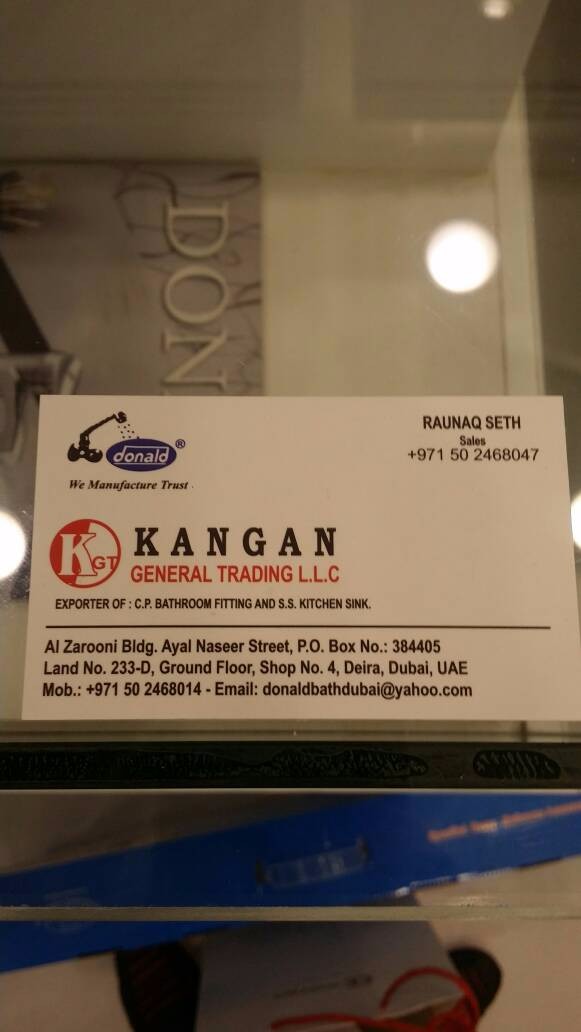 DON
donald®
We Manufacture Trust
RAUNAQ SETH
Sales
+971 50 2468047
KGT
KANGAN
GENERAL TRADING L.L.C
EXPORTER OF : C.P. BATHROOM FITTING AND S.S. KITCHEN SINK.
Al Zarooni Bldg. Ayal Naseer Street, P.O. Box No.: 384405
Land No. 233-D, Ground Floor, Shop No. 4, Deira, Dubai, UAE
Mob.: +971 50 2468014 - Email: donaldbathdubai@yahoo.com